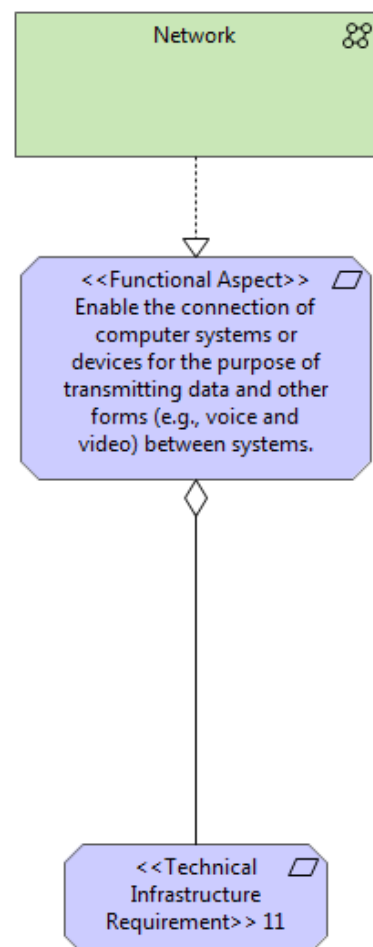 Network
<<Functional Aspect>>
Enable the connection of
computer systems or
devices for the purpose of
transmitting data and other
forms (e.g., voice and
video) between systems.
<<Technical
Infrastructure
Requirement>> 11